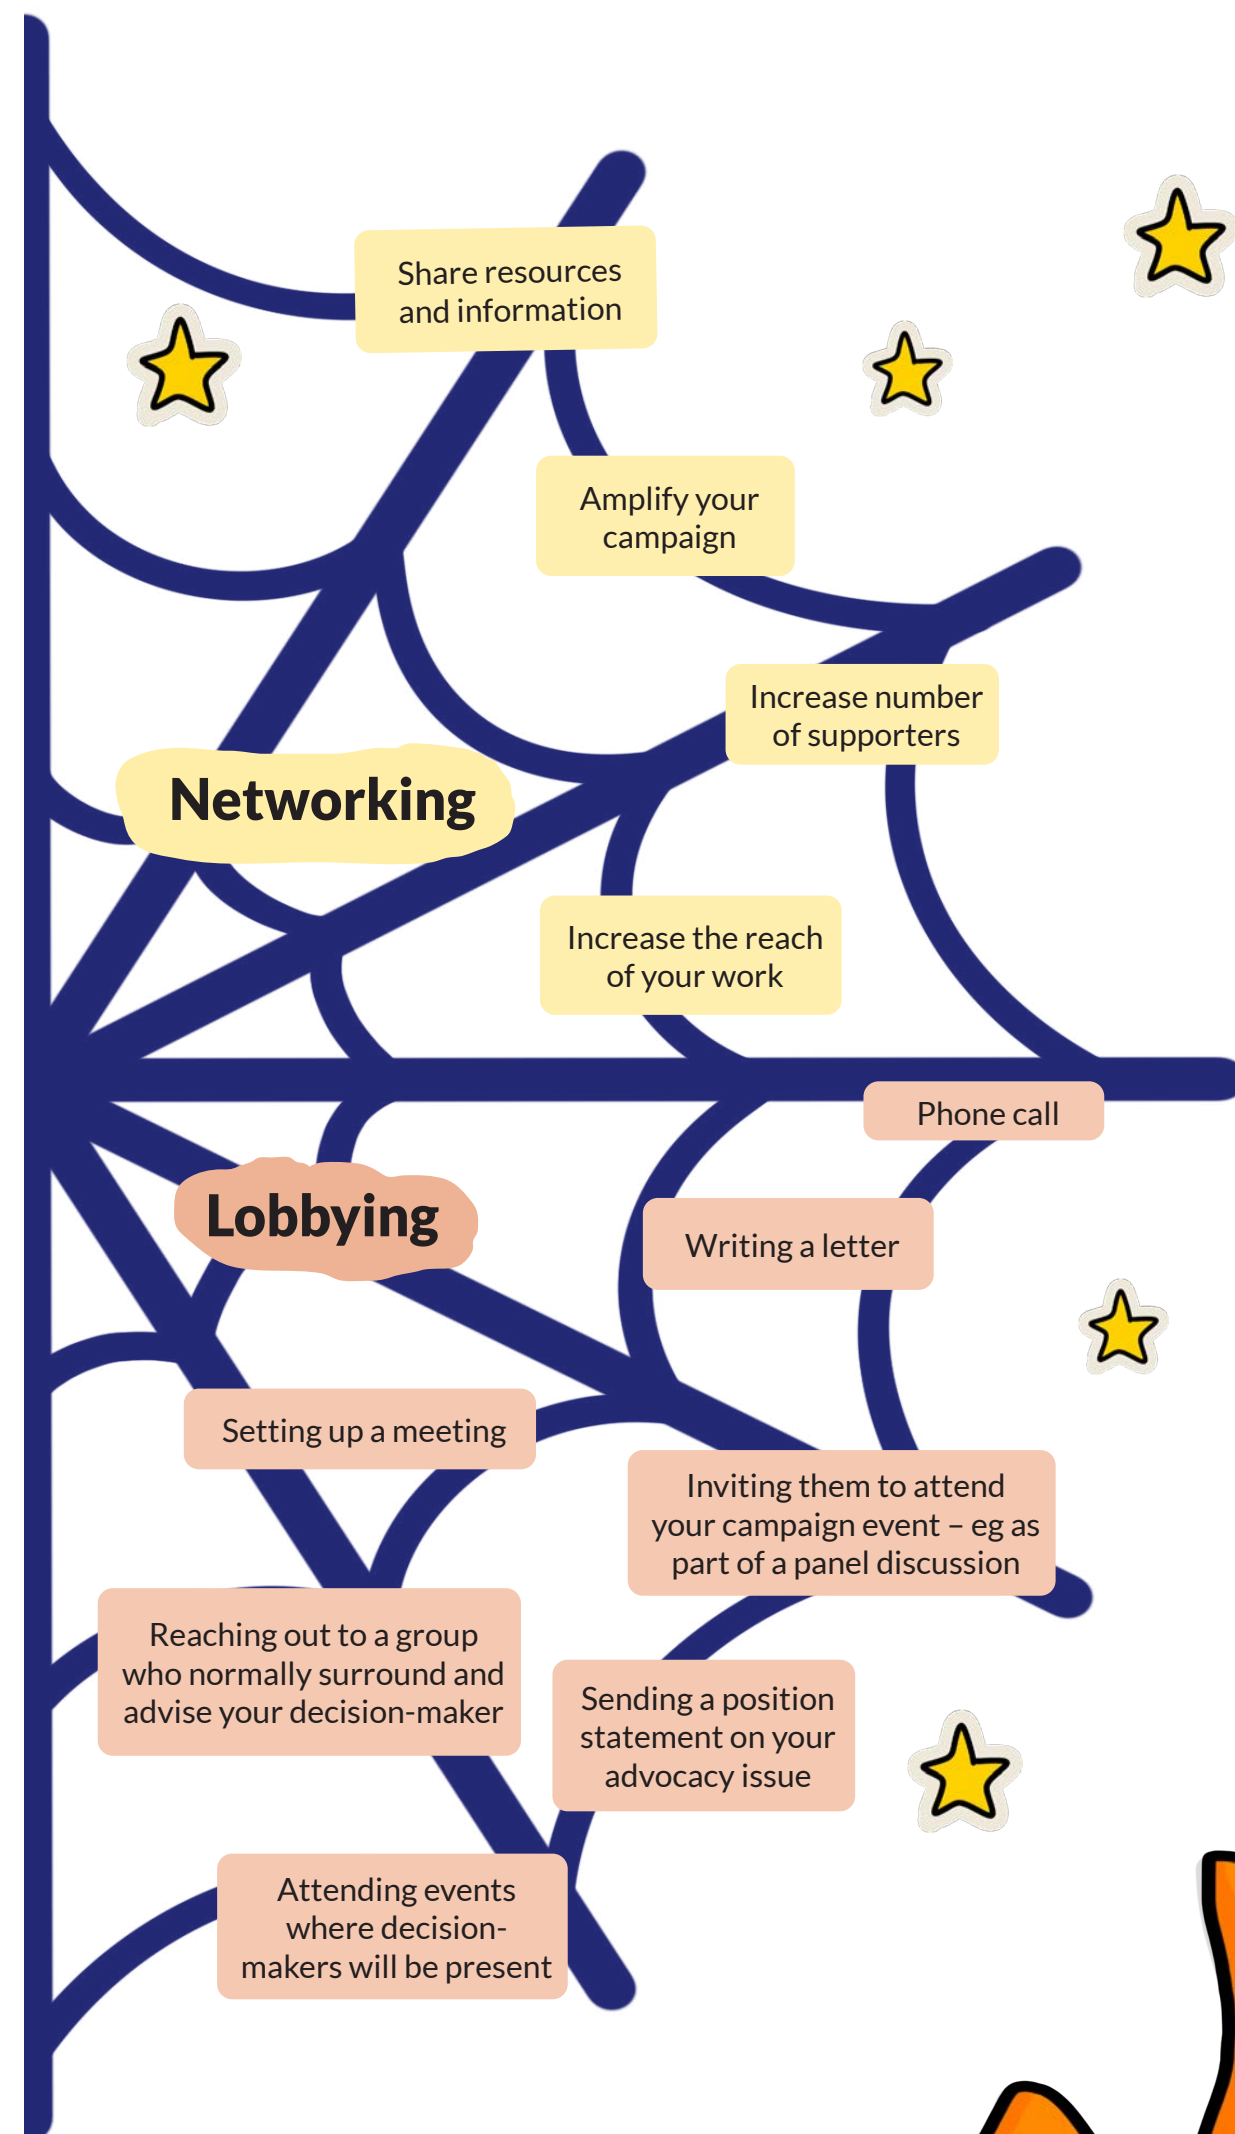 Share resources
and information
Amplify your
campaign
Increase number
of supporters
Networking
Increase the reach
of your work
Phone call
Lobbying
Writing a letter
Setting up a meeting
Inviting them to attend
your campaign event – eg as
part of a panel discussion
Reaching out to a group
who normally surround and
advise your decision-maker
Sending a position
statement on your
advocacy issue
Attending events
where decision-
makers will be present